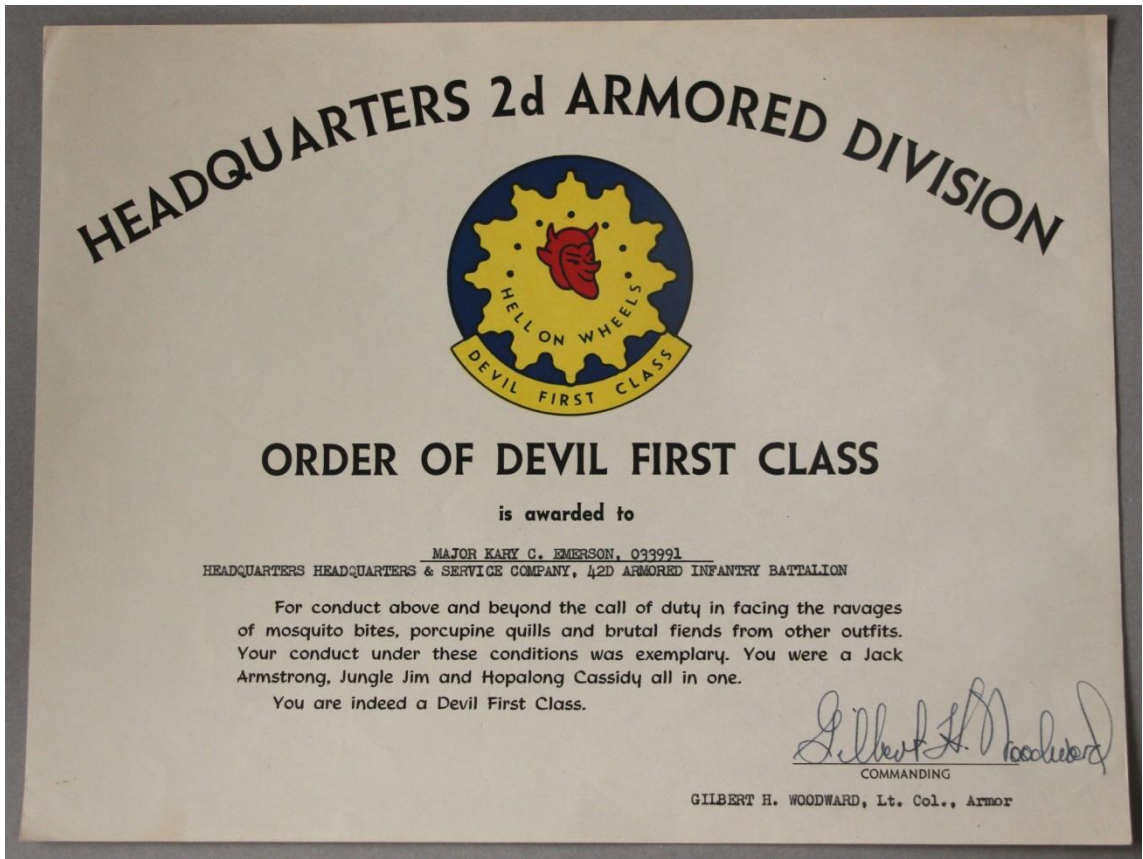 HEADQUARTERS 2d ARMORED DIVISION
HELL ON WHEELS
DEVIL FIRST CLASS
ORDER OF DEVIL FIRST CLASS
is awarded to
MAJOR KARY C. EMERSON, 033991
HEADQUARTERS HEADQUARTERS & SERVICE COMPANY, 42D ARMORED INFANTRY BATTALION
For conduct above and beyond the call of duty in facing the ravages
of mosquito bites, porcupine quills and brutal fiends from other outfits.
Your conduct under these conditions was exemplary. You were a Jack
Armstrong, Jungle Jim and Hopalong Cassidy all in one.
You are indeed a Devil First Class.
Gilbert H. Woodward
COMMANDING
GILBERT H. WOODWARD, Lt. Col., Armor